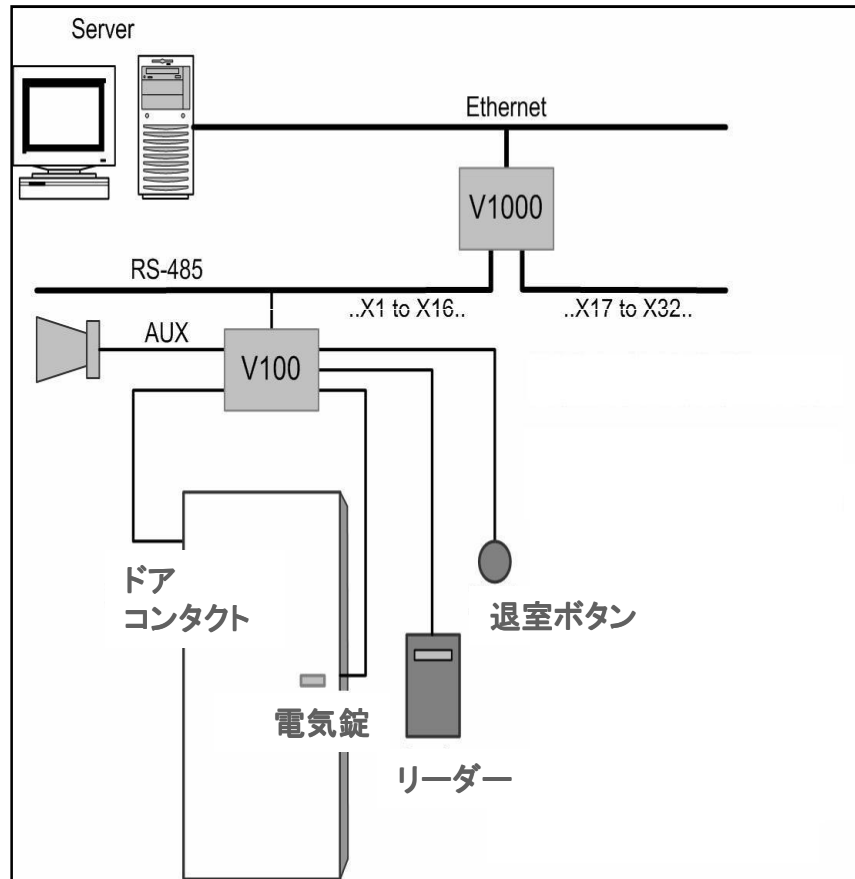 Server
Ethernet
V1000
RS-485
..X1 to X16..
..X17 to X32..
AUX
V100
ドア
コンタクト
退室ボタン
電気錠
リーダー